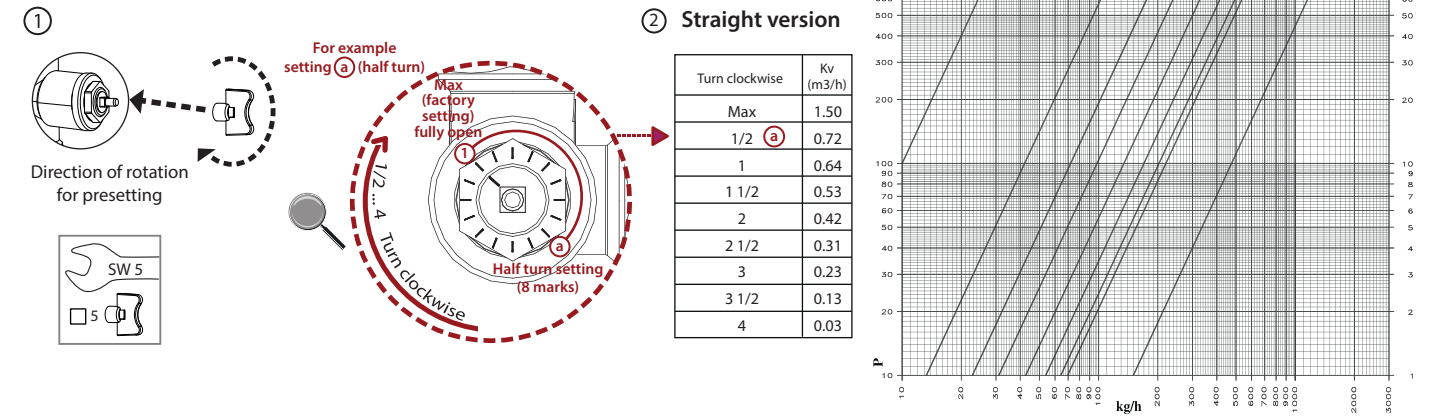 1
Direction of rotation
for presetting
SW 5
5
For example
setting a (half turn)
Max
(factory
setting)
fully open
1
1/2 ... 4 Turn clockwise
a
Half turn setting
(8 marks)
2 Straight version
Turn clockwise Kv (m3/h)
Max 1.50
1/2 a 0.72
1 0.64
1 1/2 0.53
2 0.42
2 1/2 0.31
3 0.23
3 1/2 0.13
4 0.03
500 50
400 40
300 30
200 20
100 10
90 9
80 8
70 7
60 6
50 5
40 4
30 3
20 2
10 1
P
10 20 30 40 50 60 70 80 90 100 200 300 400 500 600 700 800 900 1000 2000 3000
kg/h